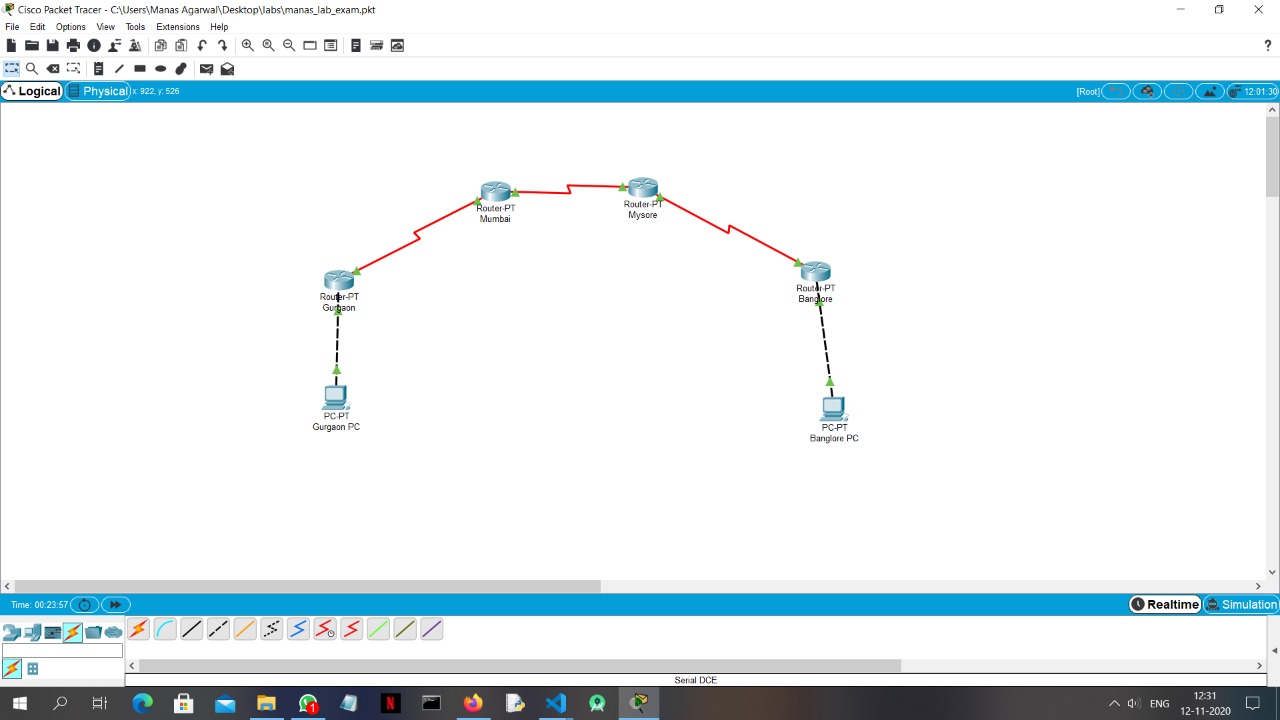 Cisco Packet Tracer - C:\Users\Manas Agarwal\Desktop\labs\manas_lab_exam.pkt
File Edit Options View Tools Extensions Help
?
Logical Physical x: 922, y: 526 [Root] 12:01:30
Router-PT
Mumbai
Router-PT
Mysore
Router-PT
Gurgaon
Router-PT
Banglore
PC-PT
Gurgaon PC
PC-PT
Banglore PC
Time: 00:23:57 Realtime Simulation
Serial DCE
1 N ENG 12:31
12-11-2020